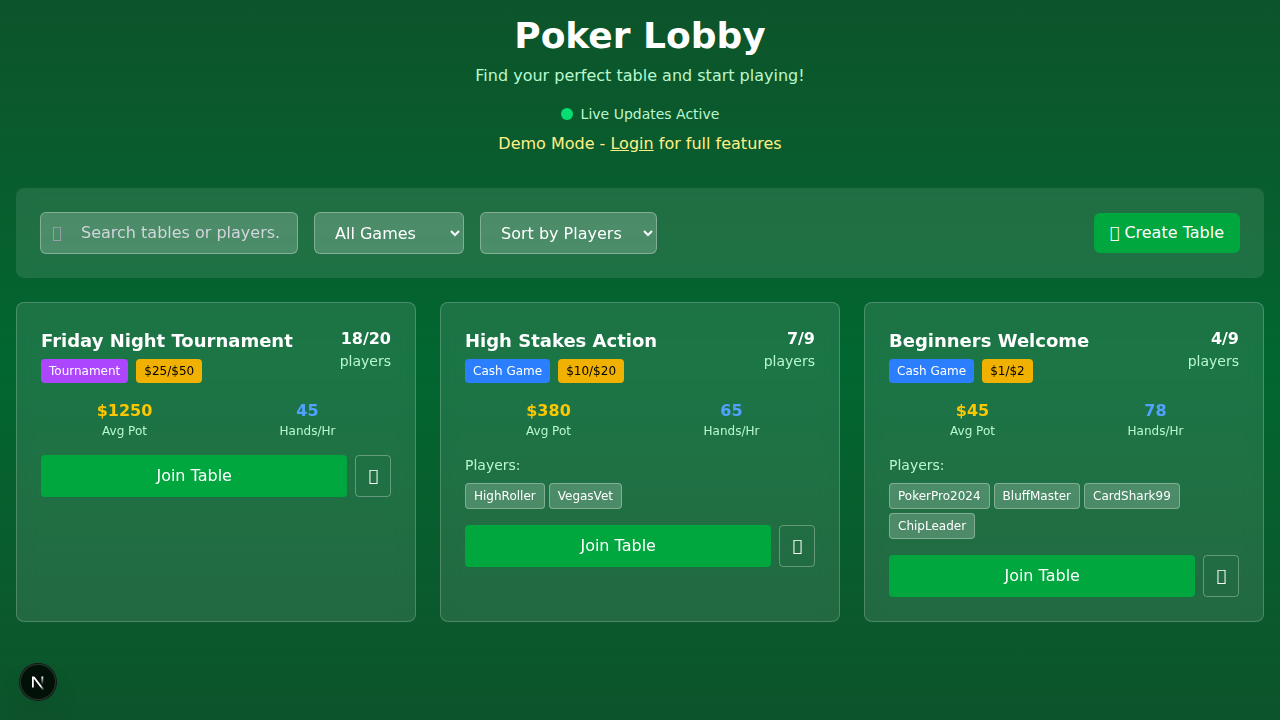 Poker Lobby
Find your perfect table and start playing!
Live Updates Active
Demo Mode - Login for full features
Search tables or players.
All Games
Sort by Players
Create Table
Friday Night Tournament
18/20
players
Tournament
$25/$50
$1250
Avg Pot
45
Hands/Hr
Join Table
High Stakes Action
7/9
players
Cash Game
$10/$20
$380
Avg Pot
65
Hands/Hr
Players:
HighRoller
VegasVet
Join Table
Beginners Welcome
4/9
players
Cash Game
$1/$2
$45
Avg Pot
78
Hands/Hr
Players:
PokerPro2024
BluffMaster
CardShark99
ChipLeader
Join Table
N